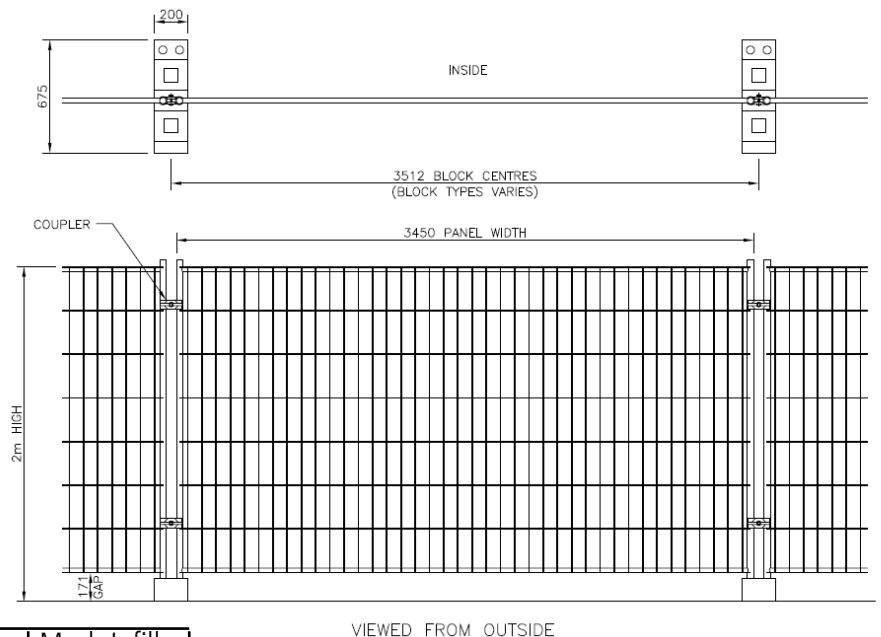 200
675
INSIDE
3512 BLOCK CENTRES
(BLOCK TYPES VARIES)
COUPLER
3450 PANEL WIDTH
2m HIGH
171
GAP
VIEWED FROM OUTSIDE